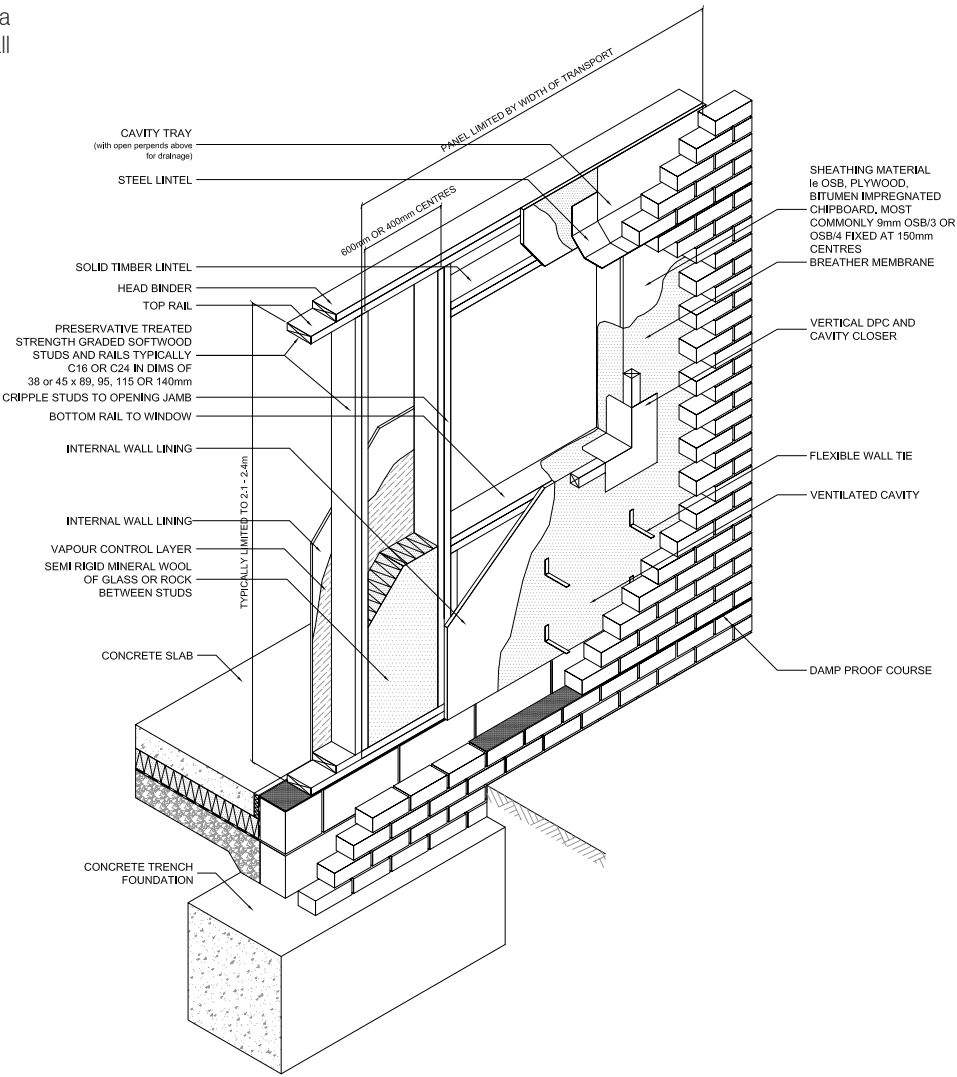 a
all
PANEL LIMITED BY WIDTH OF TRANSPORT
CAVITY TRAY
(with open perpends above
for drainage)
STEEL LINTEL
600mm OR 400mm CENTRES
SOLID TIMBER LINTEL
HEAD BINDER
TOP RAIL
PRESERVATIVE TREATED
STRENGTH GRADED SOFTWOOD
STUDS AND RAILS TYPICALLY
C16 OR C24 IN DIMS OF
38 or 45 x 89, 95, 115 OR 140mm
CRIPPLE STUDS TO OPENING JAMB
BOTTOM RAIL TO WINDOW
INTERNAL WALL LINING
TYPICALLY LIMITED TO 2.1 - 2.4m
INTERNAL WALL LINING
VAPOUR CONTROL LAYER
SEMI RIGID MINERAL WOOL
OF GLASS OR ROCK
BETWEEN STUDS
CONCRETE SLAB
CONCRETE TRENCH
FOUNDATION
SHEATHING MATERIAL
ie OSB, PLYWOOD,
BITUMEN IMPREGNATED
CHIPBOARD. MOST
COMMONLY 9mm OSB/3 OR
OSB/4 FIXED AT 150mm
CENTRES
BREATHER MEMBRANE
VERTICAL DPC AND
CAVITY CLOSER
FLEXIBLE WALL TIE
VENTILATED CAVITY
DAMP PROOF COURSE